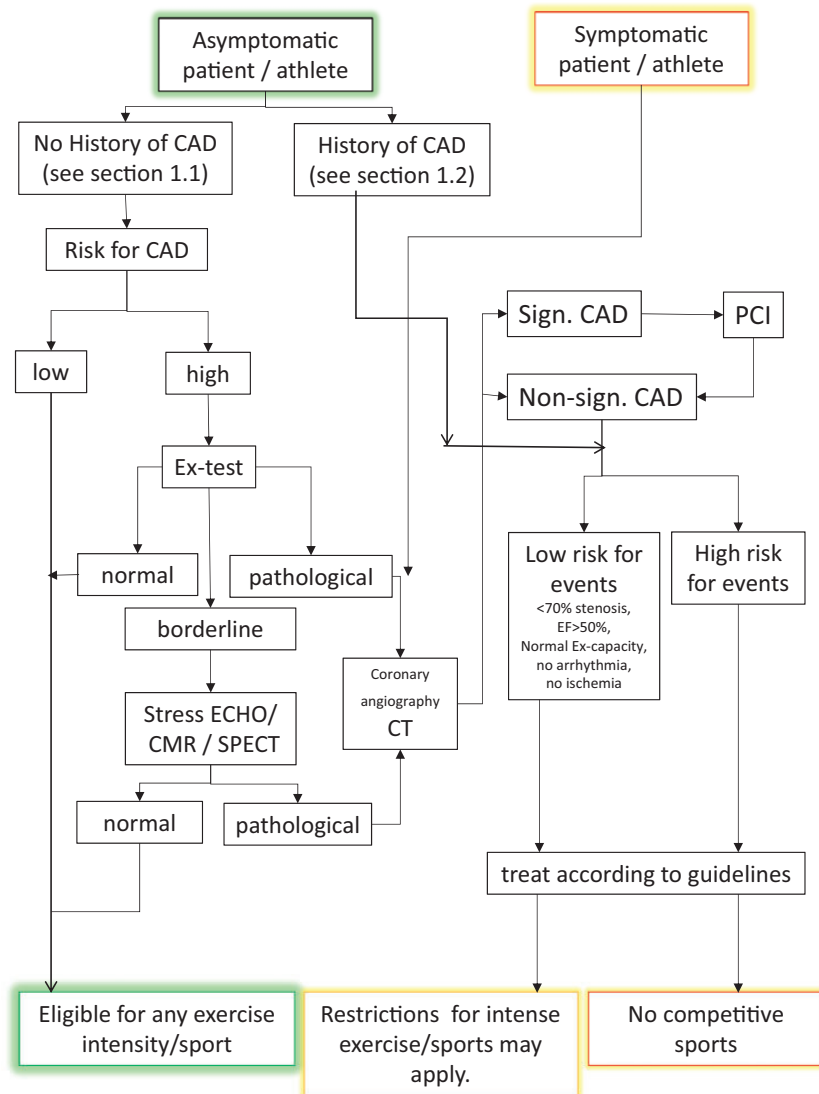 Asymptomatic
patient / athlete
Symptomatic
patient / athlete
No History of CAD
(see section 1.1)
History of CAD
(see section 1.2)
Risk for CAD
Sign. CAD
PCI
low
high
Non-sign. CAD
Ex-test
normal
pathological
Low risk for
events
<70% stenosis,
EF>50%,
Normal Ex-capacity,
no arrhythmia,
no ischemia
High risk
for events
borderline
Coronary
angiography
CT
Stress ECHO/
CMR / SPECT
normal
pathological
treat according to guidelines
Eligible for any exercise
intensity/sport
Restrictions for intense
exercise/sports may
apply.
No competitive
sports